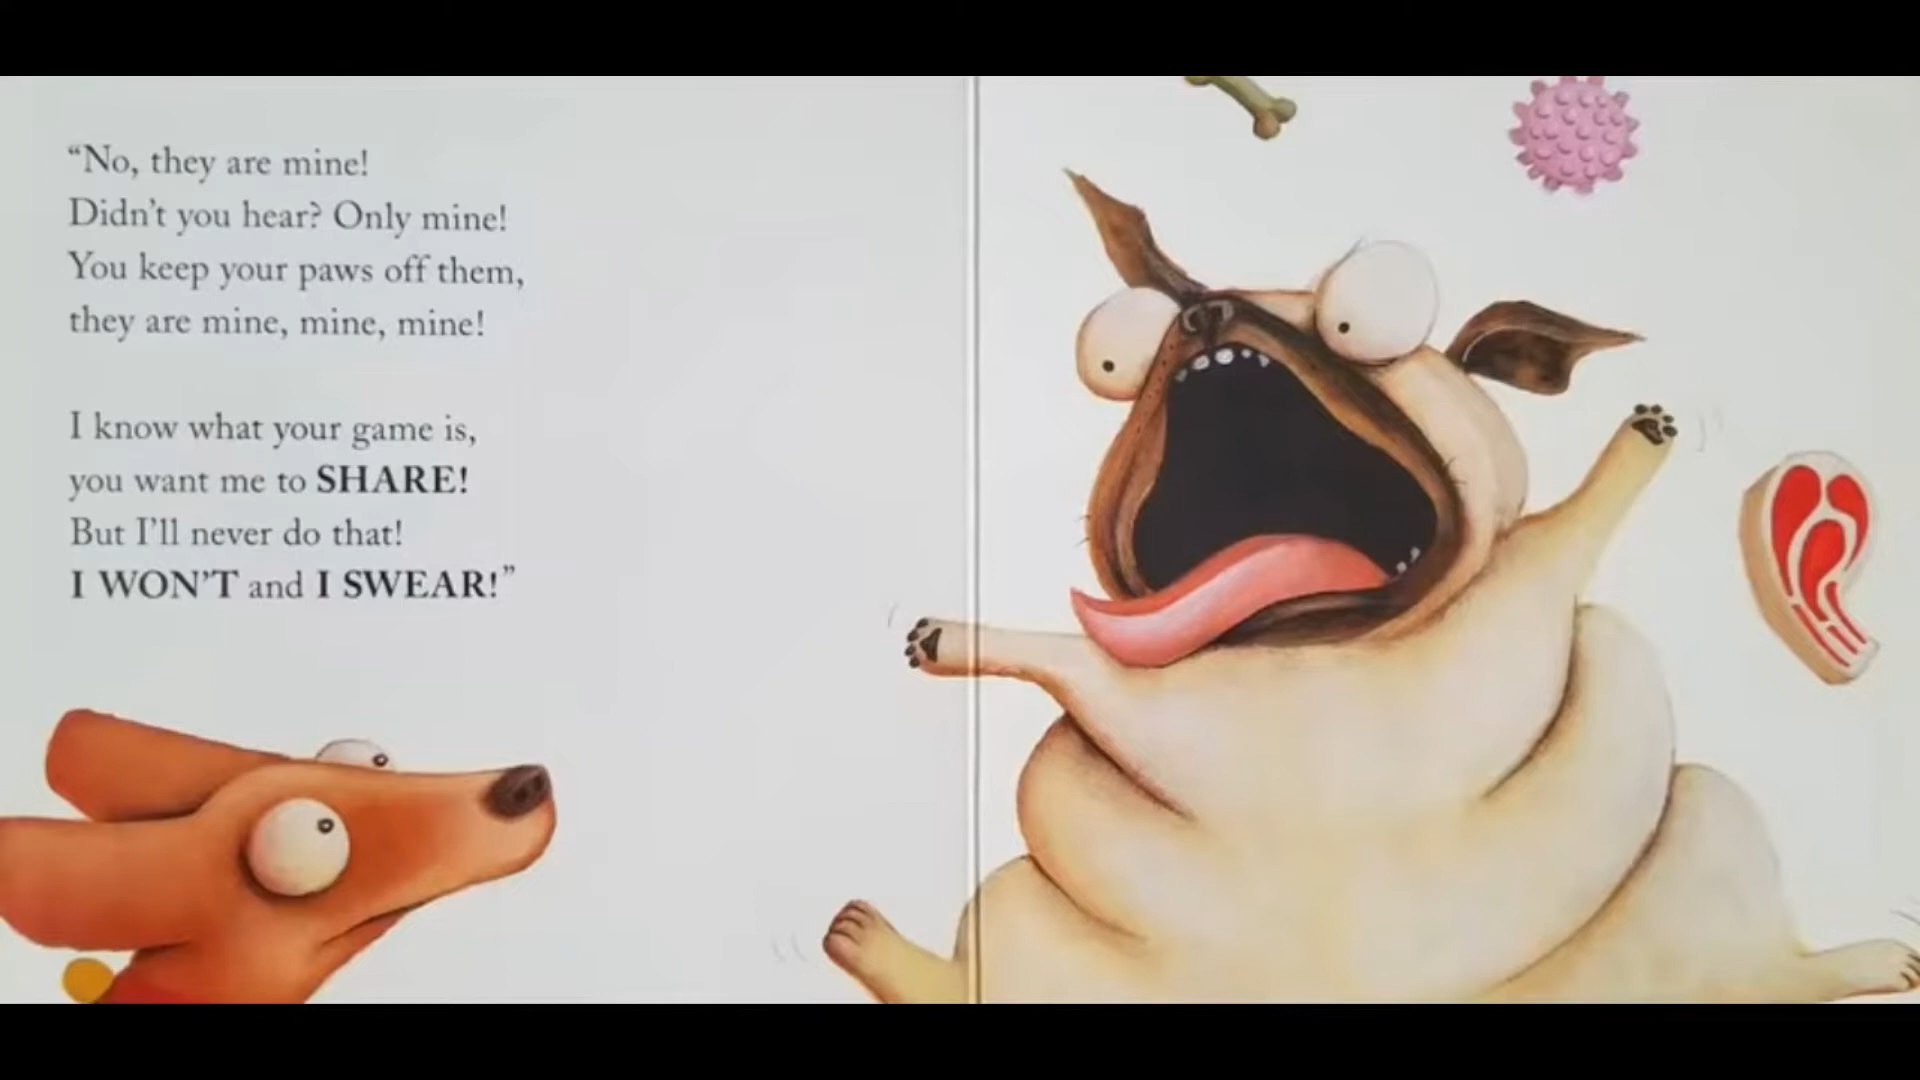 “No, they are mine!
Didn’t you hear? Only mine!
You keep your paws off them,
they are mine, mine, mine!
I know what your game is,
you want me to SHARE!
But I’ll never do that!
I WON’T and I SWEAR!”